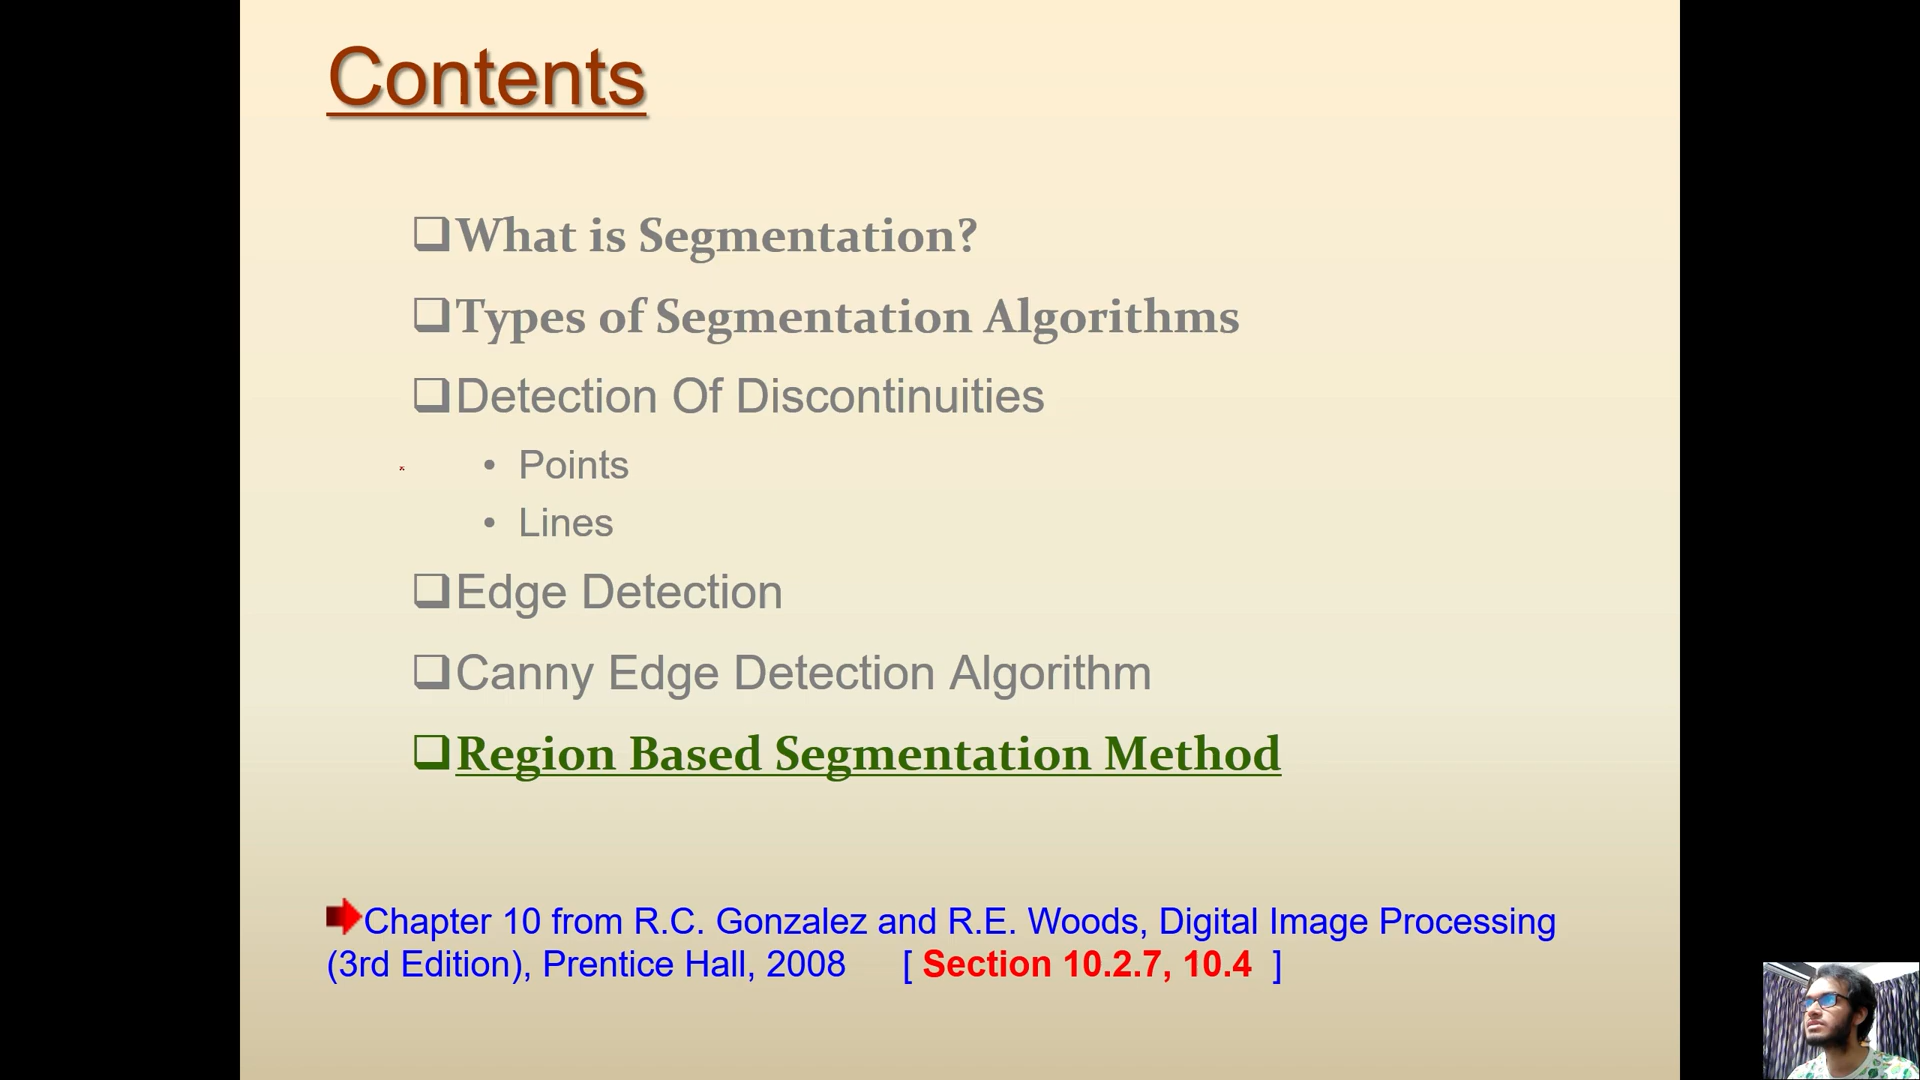 Contents
What is Segmentation?
Types of Segmentation Algorithms
Detection Of Discontinuities
• Points
• Lines
Edge Detection
Canny Edge Detection Algorithm
Region Based Segmentation Method
Chapter 10 from R.C. Gonzalez and R.E. Woods, Digital Image Processing
(3rd Edition), Prentice Hall, 2008 [ Section 10.2.7, 10.4 ]